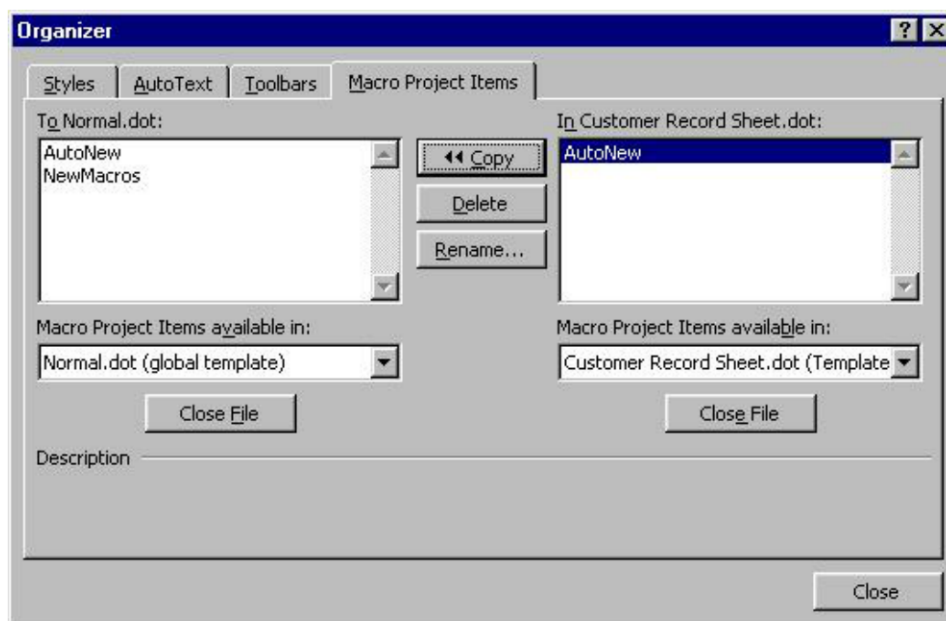 Organizer
Styles AutoText Toolbars Macro Project Items
To Normal.dot: In Customer Record Sheet.dot:
AutoNew Copy AutoNew
NewMacros
Delete
Rename...
Macro Project Items available in: Macro Project Items available in:
Normal.dot (global template) Customer Record Sheet.dot (Template
Close File Close File
Description
Close